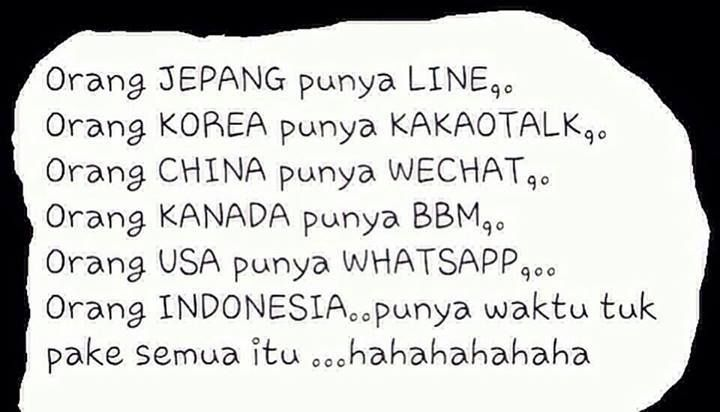 Orang JEPANG punya LINE,.
Orang KOREA punya KAKAOTALK,.
Orang CHINA punya WECHAT,.
Orang KANADA punya BBM,.
Orang USA punya WHATSAPP,..
Orang INDONESIA..punya waktu tuk
pake semua itu ...hahahahahaha